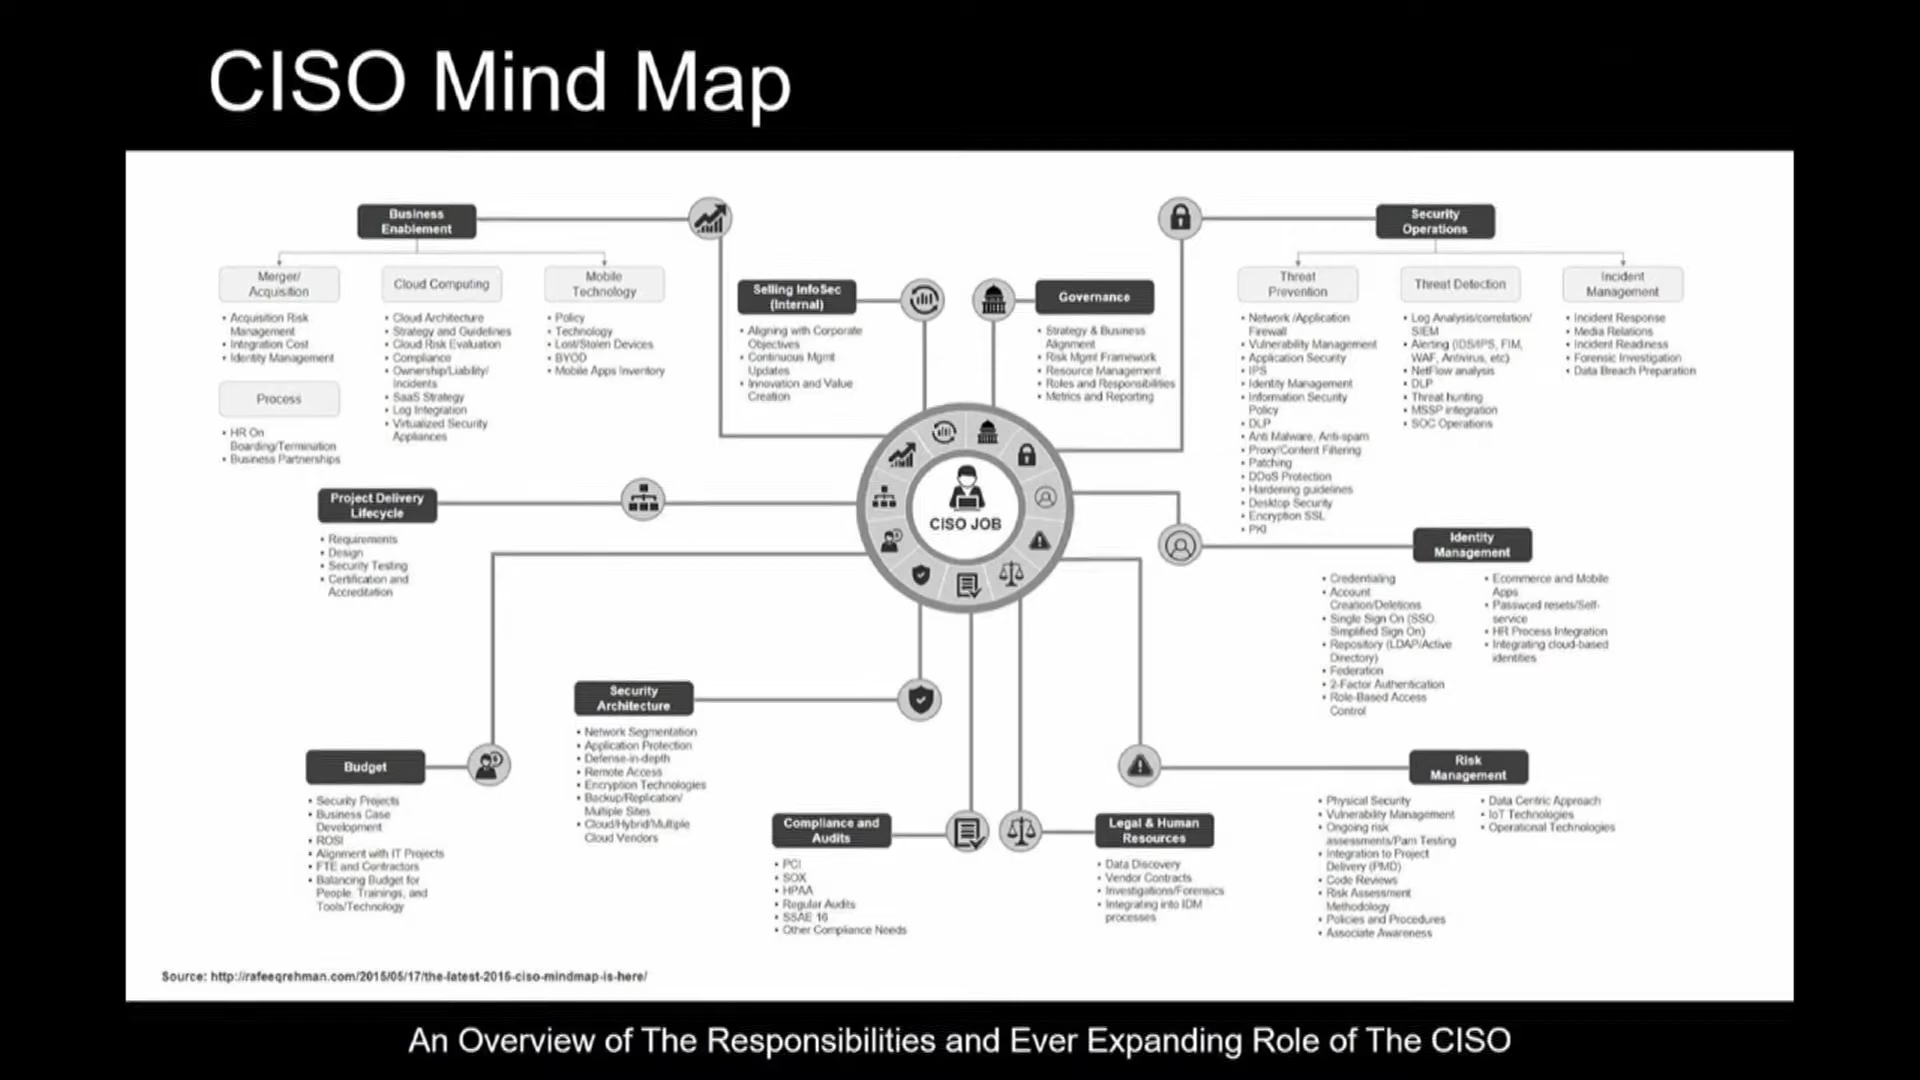 CISO Mind Map
Business
Enablement
Merger/
Acquisition
• Acquisition Risk
Management
• Integration Cost
• Identity Management
Process
• HR On
Boarding/Termination
• Business Partnerships
Cloud Computing
• Cloud Architecture
• Strategy and Guidelines
• Cloud Risk Evaluation
• Compliance
• Ownership/Liability/
Incidents
• SaaS Strategy
• Log Integration
• Virtualized Security
Appliances
Mobile
Technology
• Policy
• Technology
• Lost/Stolen Devices
• BYOD
• Mobile Apps Inventory
Selling InfoSec
(Internal)
• Aligning with Corporate
Objectives
• Continuous Mgmt
Updates
• Innovation and Value
Creation
Governance
• Strategy & Business
Alignment
• Risk Mgmt Framework
• Resource Management
• Roles and Responsibilities
• Metrics and Reporting
Security
Operations
Threat
Prevention
• Network /Application
Firewall
• Vulnerability Management
• Application Security
• IPS
• Identity Management
• Information Security
Policy
• DLP
• Anti Malware, Anti-spam
• Proxy/Content Filtering
• Patching
• DDoS Protection
• Hardening guidelines
• Desktop Security
• Encryption SSL
• PKI
Threat Detection
• Log Analysis/correlation/
SIEM
• Alerting (IDS/IPS, FIM,
WAF, Antivirus, etc)
• NetFlow analysis
• DLP
• Threat hunting
• MSSP integration
• SOC Operations
Incident
Management
• Incident Response
• Media Relations
• Incident Readiness
• Forensic Investigation
• Data Breach Preparation
Project Delivery
Lifecycle
• Requirements
• Design
• Security Testing
• Certification and
Accreditation
CISO JOB
Identity
Management
• Credentialing
• Account
Creation/Deletions
• Single Sign On (SSO,
Simplified Sign On)
• Repository (LDAP/Active
Directory)
• Federation
• 2-Factor Authentication
• Role-Based Access
Control
• Ecommerce and Mobile
Apps
• Password resets/Self-
service
• HR Process Integration
• Integrating cloud-based
identities
Budget
• Security Projects
• Business Case
Development
• ROSI
• Alignment with IT Projects
• FTE and Contractors
• Balancing Budget for
People, Trainings, and
Tools/Technology
Security
Architecture
• Network Segmentation
• Application Protection
• Defense-in-depth
• Remote Access
• Encryption Technologies
• Backup/Replication/
Multiple Sites
• Cloud/Hybrid/Multiple
Cloud Vendors
Compliance and
Audits
• PCI
• SOX
• HPAA
• Regular Audits
• SSAE 16
• Other Compliance Needs
Legal & Human
Resources
• Data Discovery
• Vendor Contracts
• Investigations/Forensics
• Integrating into IDM
processes
Risk
Management
• Physical Security
• Vulnerability Management
• Ongoing risk
assessments/Pam Testing
• Integration to Project
Delivery (PMD)
• Code Reviews
• Risk Assessment
Methodology
• Policies and Procedures
• Associate Awareness
• Data Centric Approach
• IoT Technologies
• Operational Technologies
Source: http://rafeeqrehman.com/2015/05/17/the-latest-2015-ciso-mindmap-is-here/
An Overview of The Responsibilities and Ever Expanding Role of The CISO